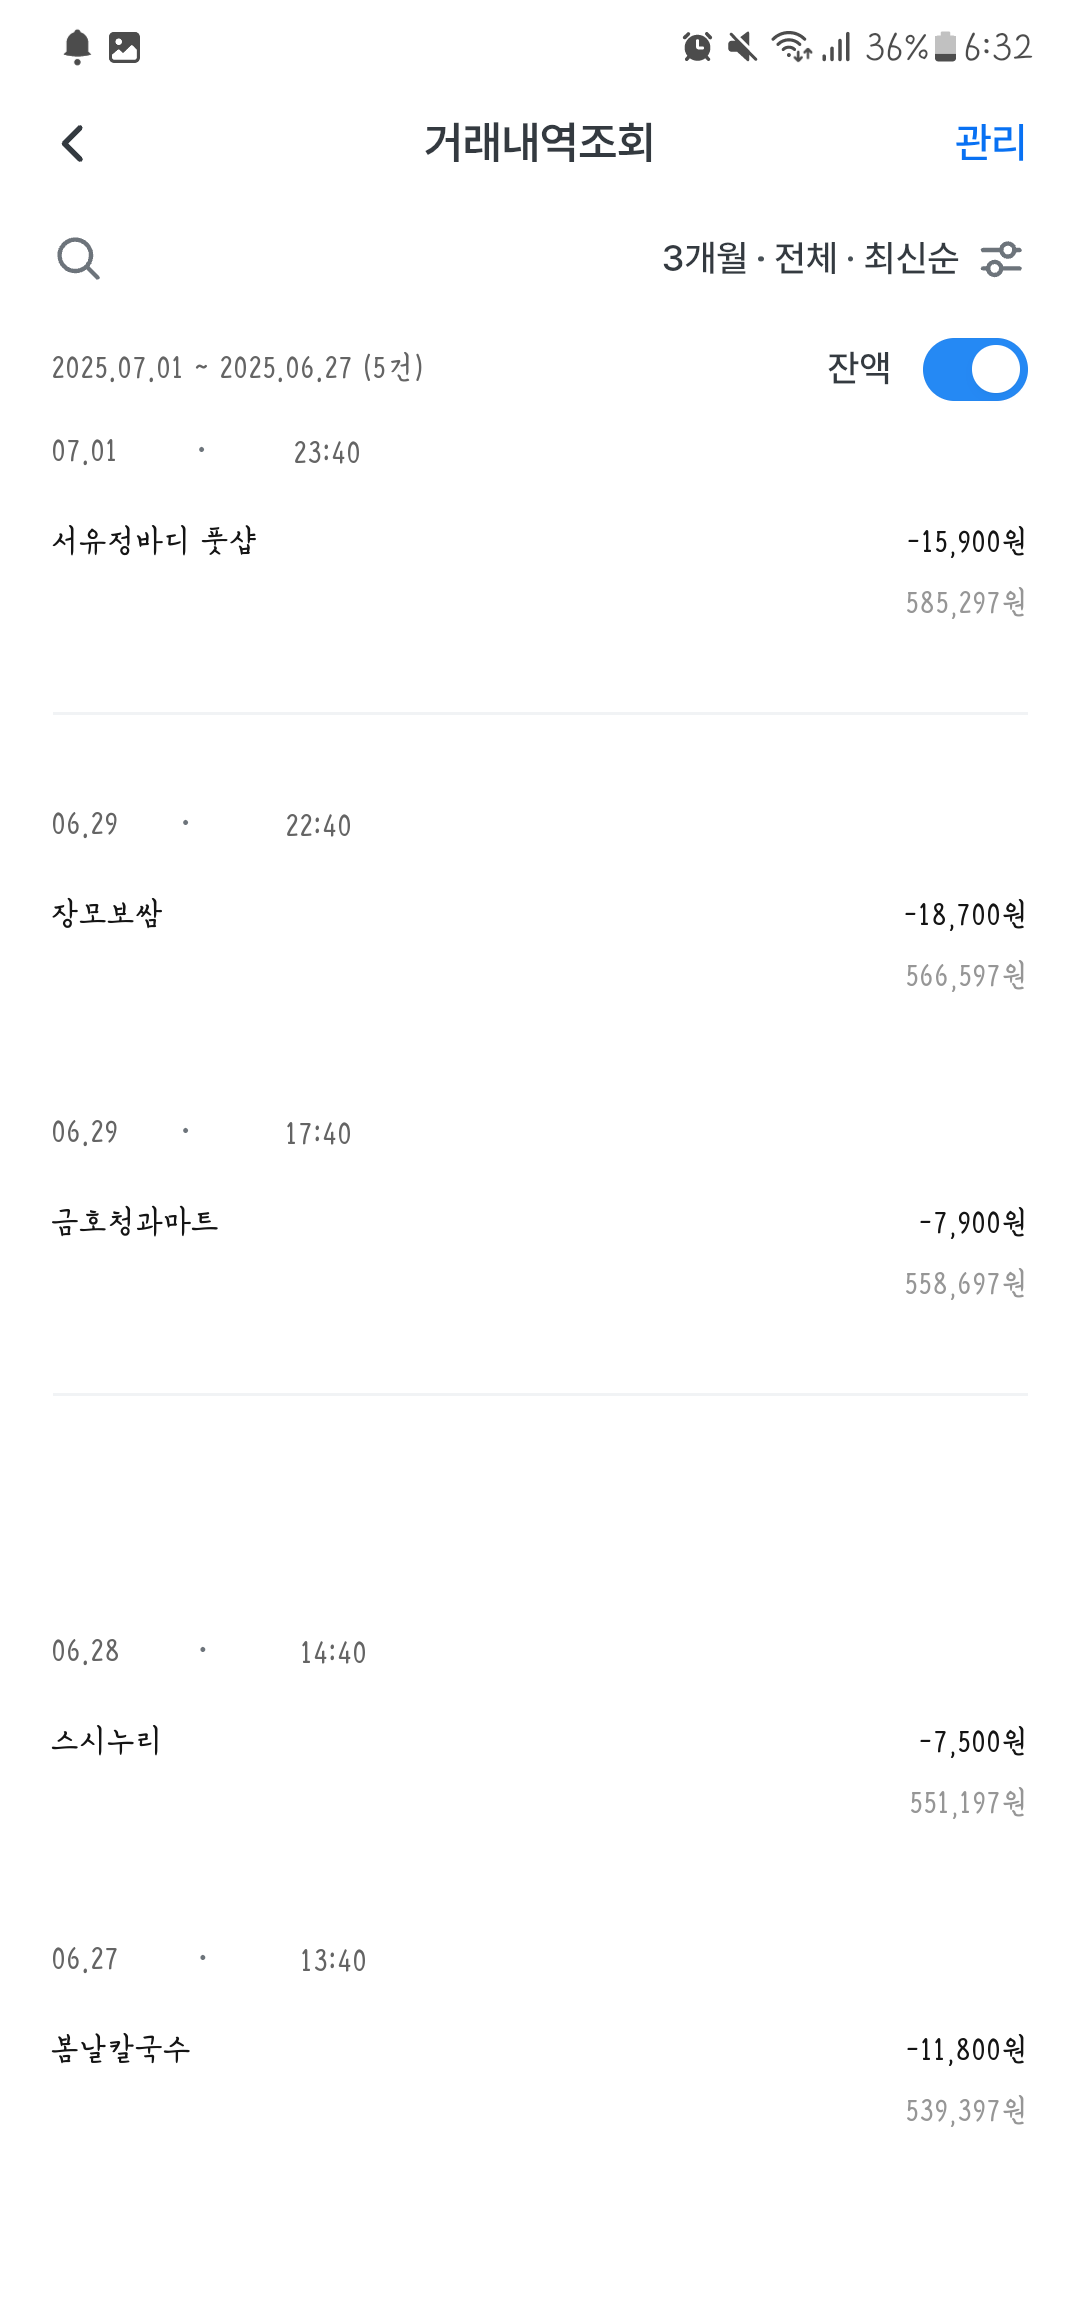 36% 6:32
거래내역조회 관리
3개월 · 전체 · 최신순
2025.07.01 ~ 2025.06.27 (5건) 잔액
07.01 · 23:40
서유정바디 풋샵 -15,900원
585,297원
06.29 · 22:40
장모보쌈 -18,700원
566,597원
06.29 · 17:40
금호청과마트 -7,900원
558,697원
06.28 · 14:40
스시누리 -7,500원
551,197원
06.27 · 13:40
봄날칼국수 -11,800원
539,397원